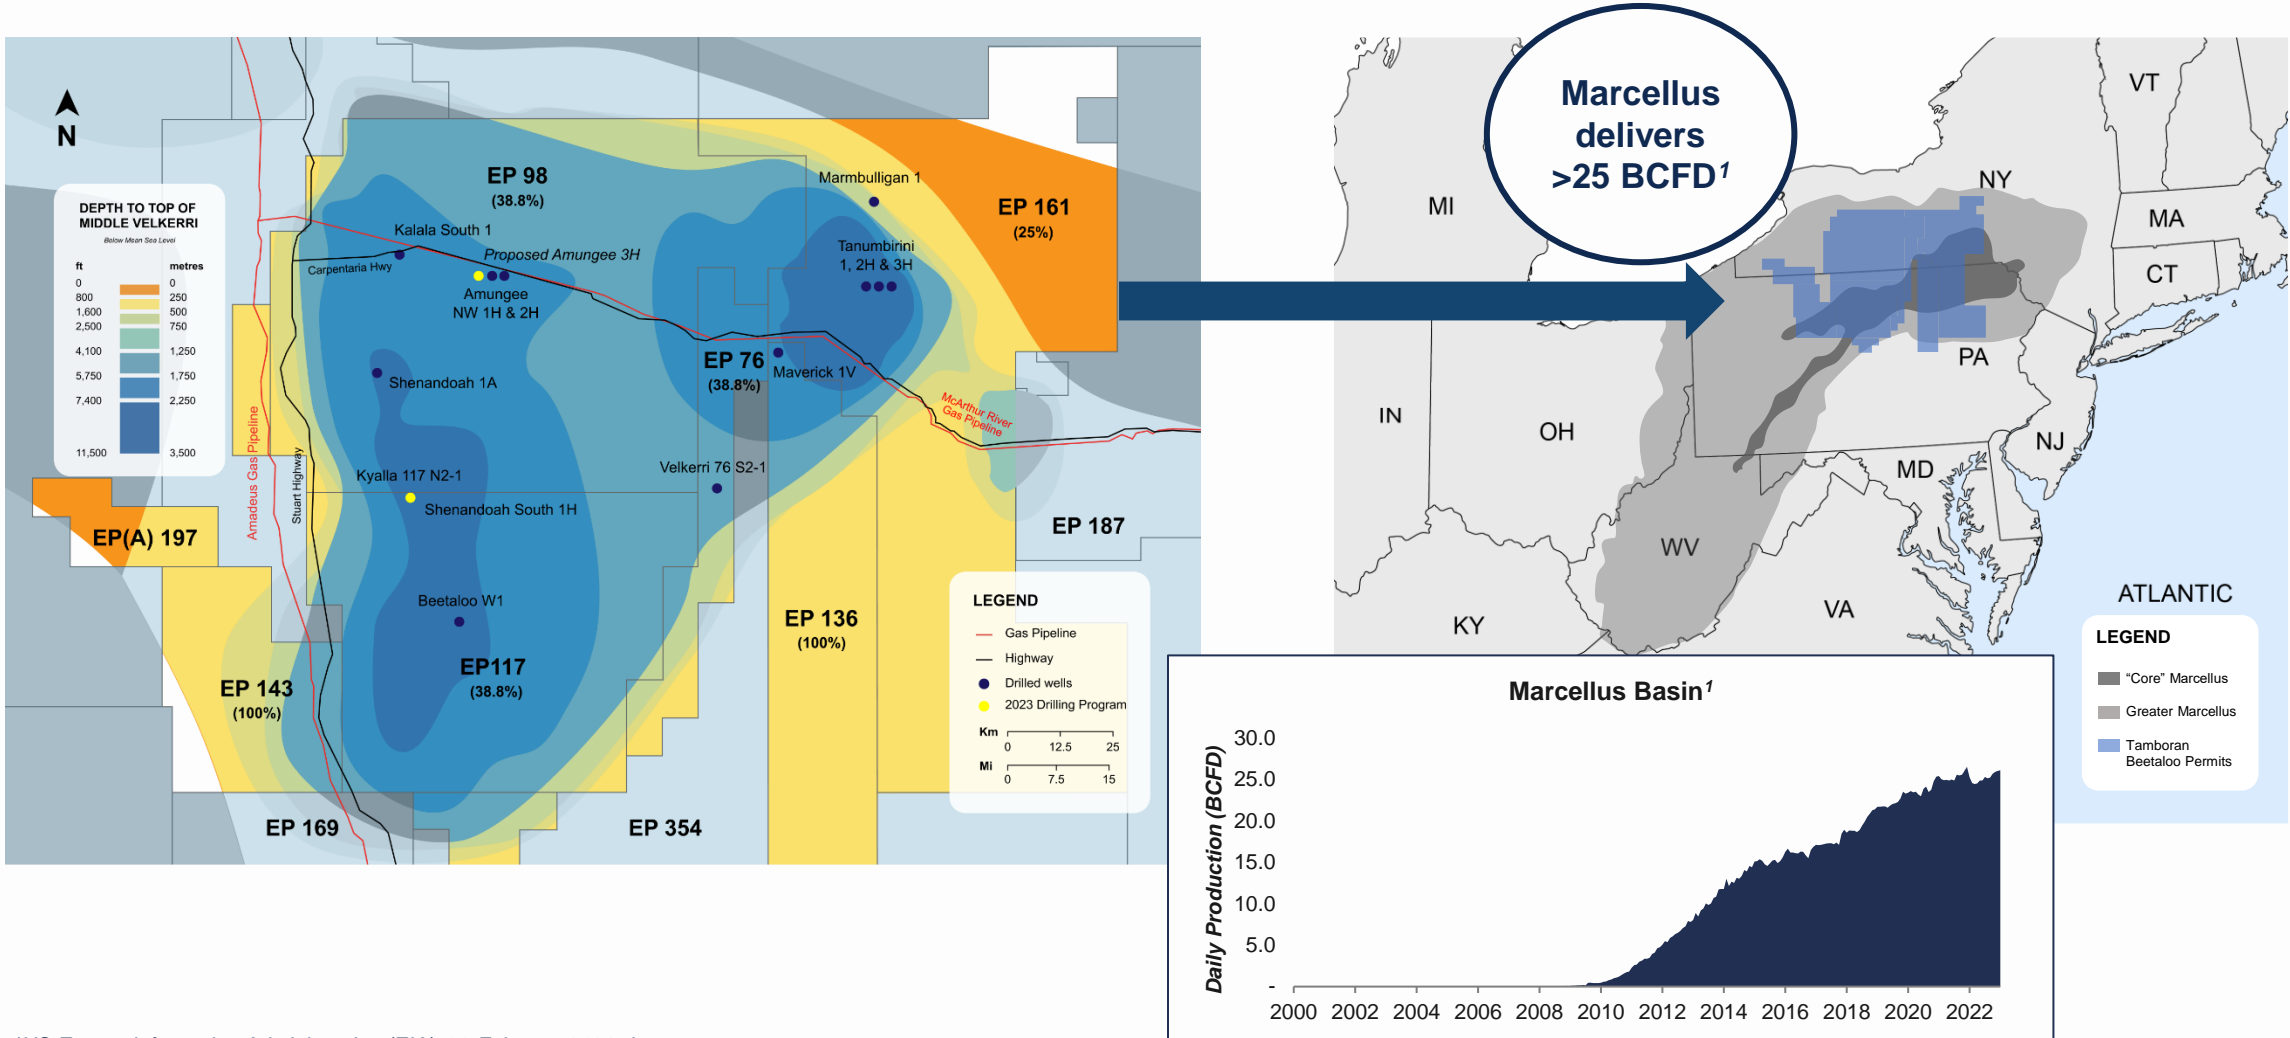 N
DEPTH TO TOP OF
MIDDLE VELKERRI
Below Mean Sea Level
ft metres
0 0
800 250
1,600 500
2,500 750
4,100 1,250
5,750 1,750
7,400 2,250
11,500 3,500
EP 98
(38.8%)
Marmbulligan 1
EP 161
(25%)
Kalala South 1
Carpentaria Hwy
Proposed Amungee 3H
Amungee
NW 1H & 2H
Tanumbirini
1, 2H & 3H
EP 76
(38.8%)
Maverick 1V
Shenandoah 1A
McArthur River
Gas Pipeline
Amadeus Gas Pipeline
Stuart Highway
Kyalla 117 N2-1
Shenandoah South 1H
Velkerri 76 S2-1
EP 187
EP(A) 197
Beetaloo W1
EP117
(38.8%)
EP 136
(100%)
EP 143
(100%)
EP 169
EP 354
LEGEND
Gas Pipeline
Highway
Drilled wells
2023 Drilling Program
Km
0 12.5 25
Mi
0 7.5 15
Marcellus
delivers
>25 BCFD1
VT
NY
MI
MA
CT
PA
IN
OH
NJ
MD
WV
VA
KY
ATLANTIC
LEGEND
“Core” Marcellus
Greater Marcellus
Tamboran
Beetaloo Permits
Marcellus Basin1
Daily Production (BCFD)
30.0
25.0
20.0
15.0
10.0
5.0
-
2000 2002 2004 2006 2008 2010 2012 2014 2016 2018 2020 2022